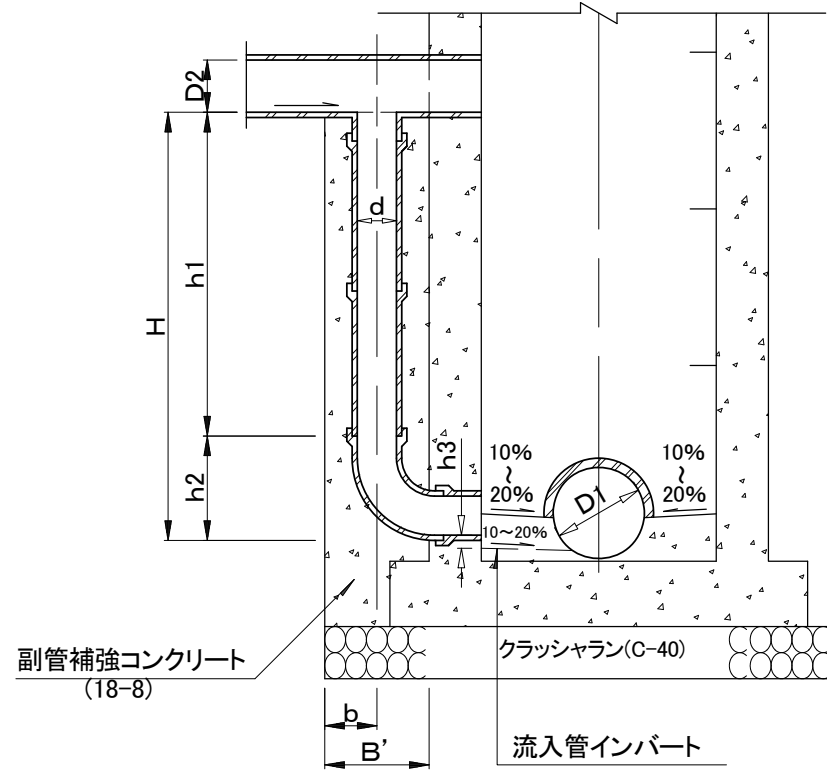 D2
d
h1
H
h2
h3
10%
~
20%
10%
~
20%
D1
10~20%
クラッシャラン(C-40)
副管補強コンクリート
(18-8)
b
B'
流入管インバート